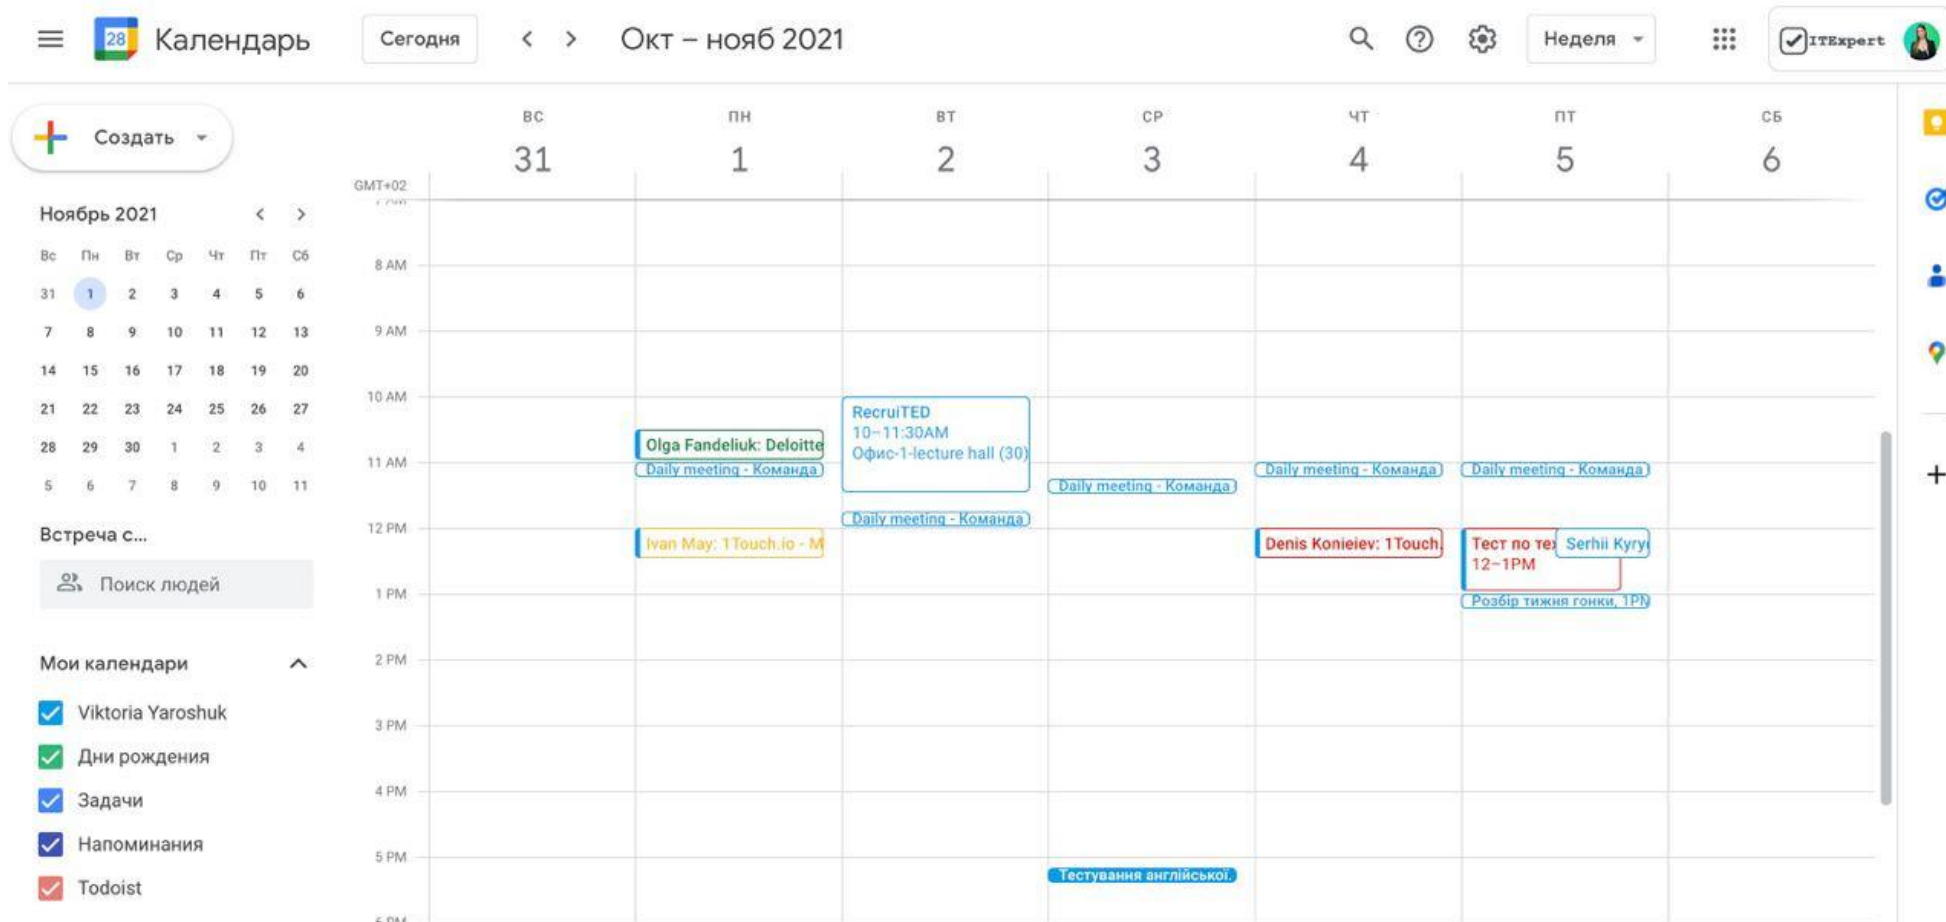 28 Календарь
Сегодня
Окт – нояб 2021
Неделя
ITExpert
Создать
ВС ПН ВТ СР ЧТ ПТ СБ
31 1 2 3 4 5 6
GMT+02
Ноябрь 2021
Вс Пн Вт Ср Чт Пт Сб
31 1 2 3 4 5 6
7 8 9 10 11 12 13
14 15 16 17 18 19 20
21 22 23 24 25 26 27
28 29 30 1 2 3 4
5 6 7 8 9 10 11
Встреча с...
Поиск людей
Мои календари
Viktoria Yaroshuk
Дни рождения
Задачи
Напоминания
Todoist
8 AM
9 AM
10 AM
11 AM
12 PM
1 PM
2 PM
3 PM
4 PM
5 PM
Olga Fandeliuk: Deloitte
Daily meeting - Команда
Ivan May: 1Touch.io - M
RecruiTED
10–11:30AM
Офис-1-lecture hall (30)
Daily meeting - Команда
Daily meeting - Команда
Тестування англійської.
Daily meeting - Команда
Denis Konieiev: 1Touch.
Daily meeting - Команда
Тест по тех
12–1PM
Serhii Kyry
Розбір тижня гонки, 1PM